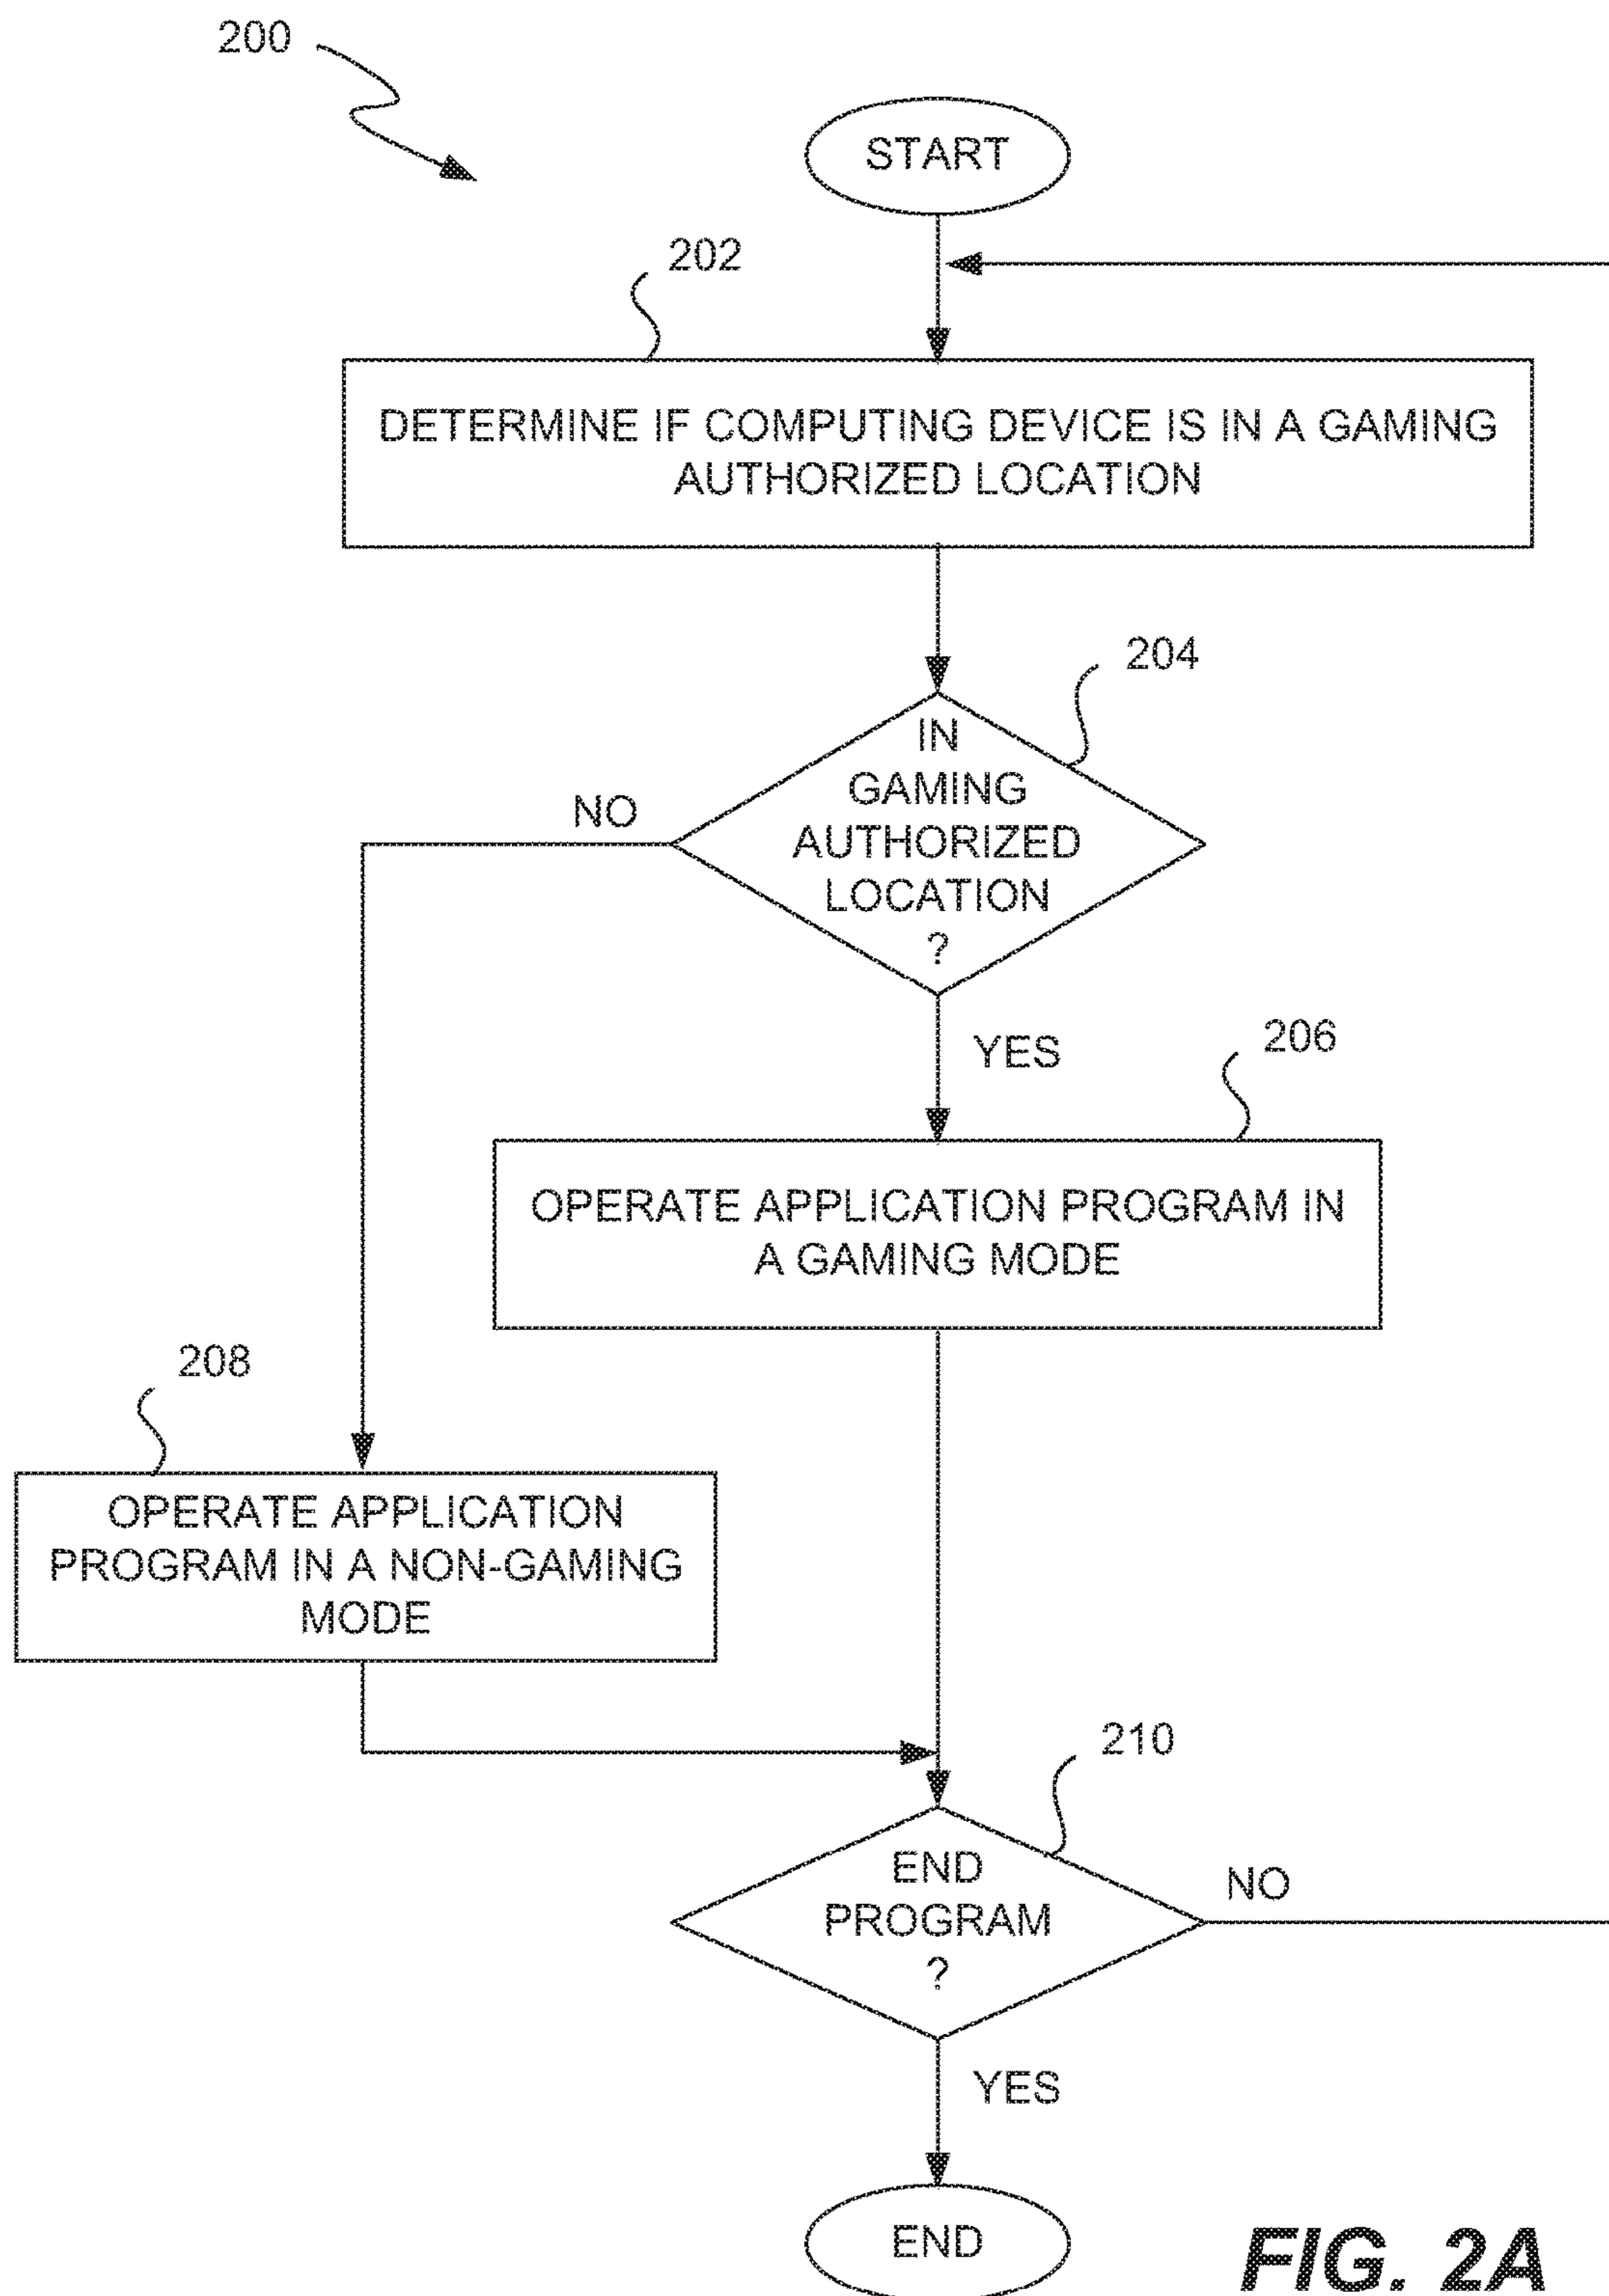 200
START
202
DETERMINE IF COMPUTING DEVICE IS IN A GAMING
AUTHORIZED LOCATION
204
IN
GAMING
AUTHORIZED
LOCATION
?
NO
YES
206
OPERATE APPLICATION PROGRAM IN
A GAMING MODE
208
OPERATE APPLICATION
PROGRAM IN A NON-GAMING
MODE
210
END
PROGRAM
?
NO
YES
END
FIG. 2A